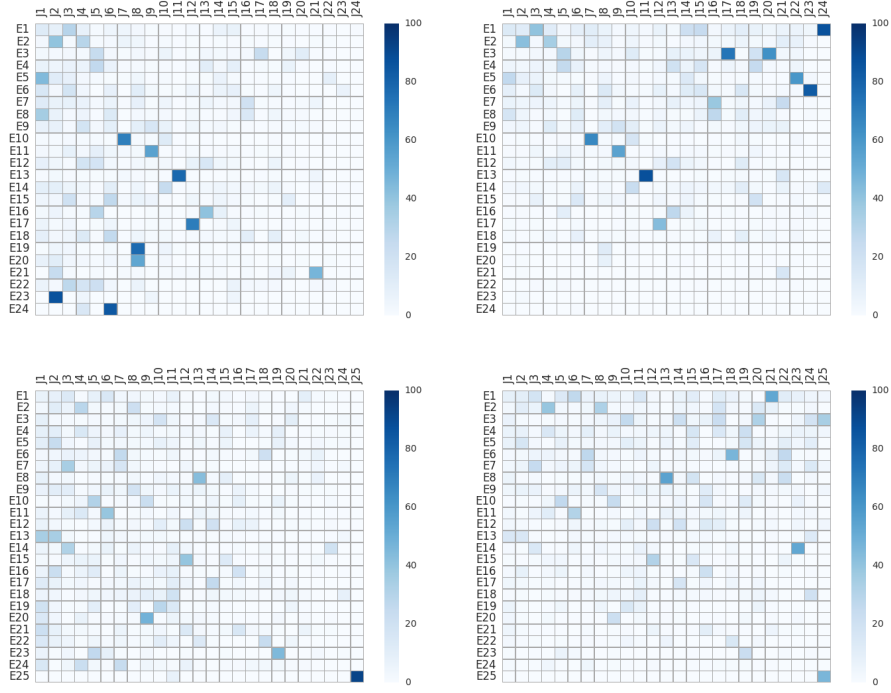 J1 J2 J3 J4 J5 J6 J7 J8 J9 J10 J11 J12 J13 J14 J15 J16 J17 J18 J19 J20 J21 J22 J23 J24
E1
E2
E3
E4
E5
E6
E7
E8
E9
E10
E11
E12
E13
E14
E15
E16
E17
E18
E19
E20
E21
E22
E23
E24
100
80
60
40
20
0
J1 J2 J3 J4 J5 J6 J7 J8 J9 J10 J11 J12 J13 J14 J15 J16 J17 J18 J19 J20 J21 J22 J23 J24
E1
E2
E3
E4
E5
E6
E7
E8
E9
E10
E11
E12
E13
E14
E15
E16
E17
E18
E19
E20
E21
E22
E23
E24
100
80
60
40
20
0
J1 J2 J3 J4 J5 J6 J7 J8 J9 J10 J11 J12 J13 J14 J15 J16 J17 J18 J19 J20 J21 J22 J23 J24 J25
E1
E2
E3
E4
E5
E6
E7
E8
E9
E10
E11
E12
E13
E14
E15
E16
E17
E18
E19
E20
E21
E22
E23
E24
E25
100
80
60
40
20
0
J1 J2 J3 J4 J5 J6 J7 J8 J9 J10 J11 J12 J13 J14 J15 J16 J17 J18 J19 J20 J21 J22 J23 J24 J25
E1
E2
E3
E4
E5
E6
E7
E8
E9
E10
E11
E12
E13
E14
E15
E16
E17
E18
E19
E20
E21
E22
E23
E24
E25
100
80
60
40
20
0